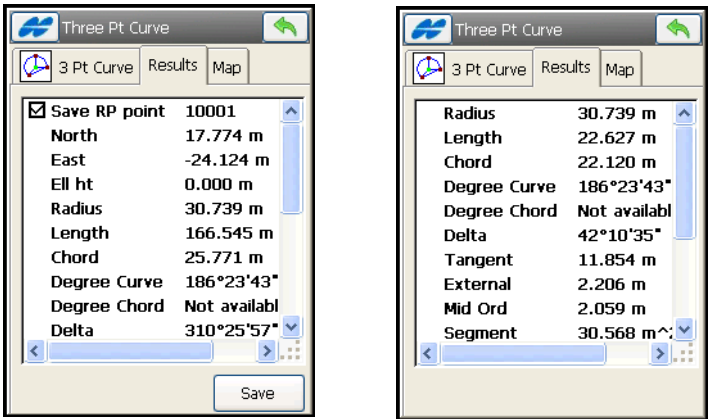 Three Pt Curve
3 Pt Curve Results Map
Save RP point 10001
North 17.774 m
East -24.124 m
Ell ht 0.000 m
Radius 30.739 m
Length 166.545 m
Chord 25.771 m
Degree Curve 186°23'43"
Degree Chord Not availabl
Delta 310°25'57"
Save
Three Pt Curve
3 Pt Curve Results Map
Radius 30.739 m
Length 22.627 m
Chord 22.120 m
Degree Curve 186°23'43"
Degree Chord Not availabl
Delta 42°10'35"
Tangent 11.854 m
External 2.206 m
Mid Ord 2.059 m
Segment 30.568 m^2